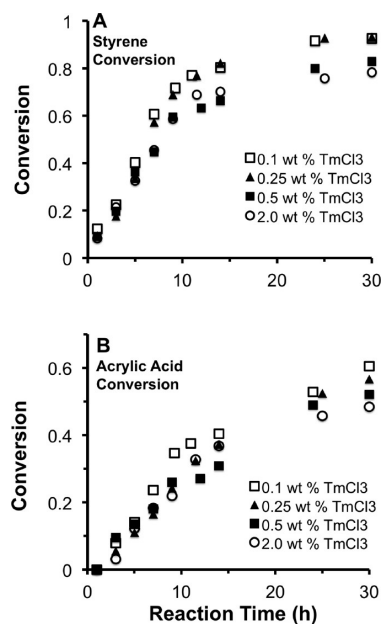 A
Styrene
Conversion
Conversion
1
0.8
0.6
0.4
0.2
0
0.1 wt % TmCl3
0.25 wt % TmCl3
0.5 wt % TmCl3
2.0 wt % TmCl3
0 10 20 30
B
Acrylic Acid
Conversion
Conversion
0.6
0.4
0.2
0
0.1 wt % TmCl3
0.25 wt % TmCl3
0.5 wt % TmCl3
2.0 wt % TmCl3
0 10 20 30
Reaction Time (h)